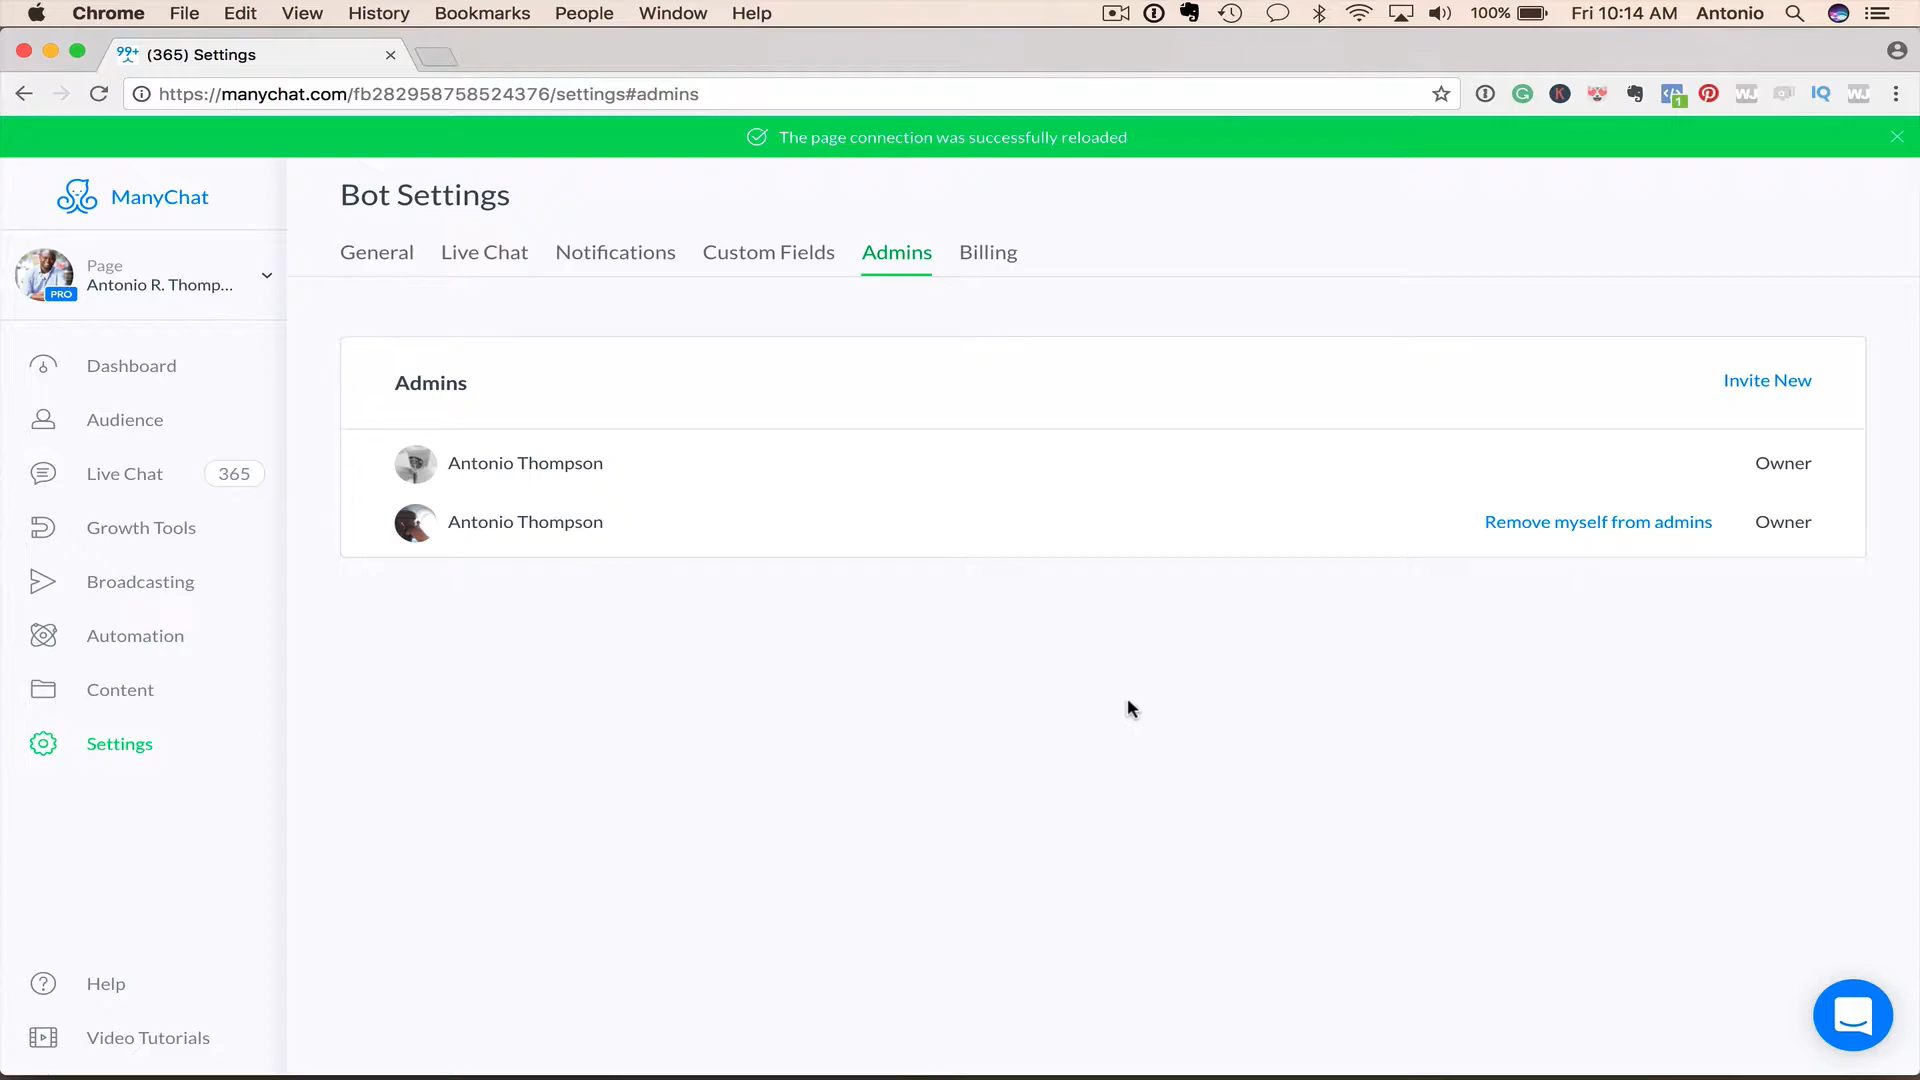 Chrome File Edit View History Bookmarks People Window Help 100% Fri 10:14 AM Antonio
99+ (365) Settings
https://manychat.com/fb282958758524376/settings#admins
The page connection was successfully reloaded
ManyChat
Page
Antonio R. Thomp...
PRO
Dashboard
Audience
Live Chat 365
Growth Tools
Broadcasting
Automation
Content
Settings
Help
Video Tutorials
Bot Settings
General Live Chat Notifications Custom Fields Admins Billing
Admins Invite New
Antonio Thompson Owner
Antonio Thompson Remove myself from admins Owner